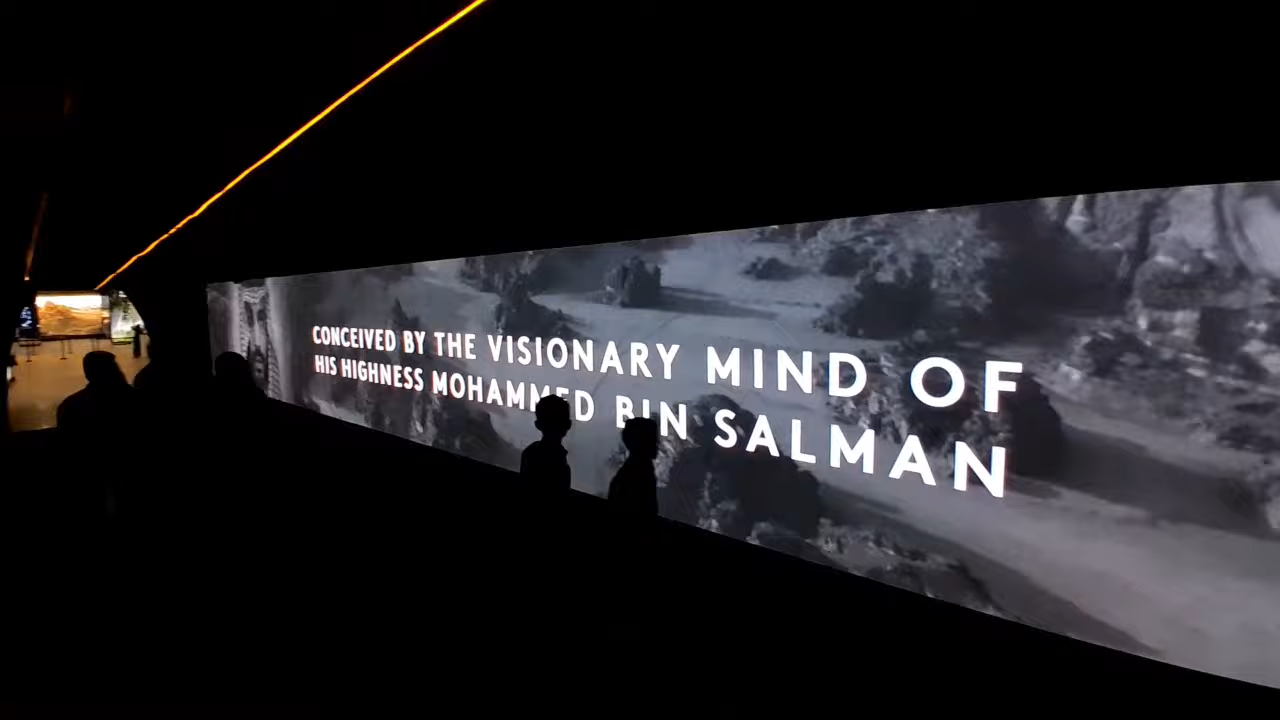 CONCEIVED BY THE VISIONARY MIND OF
HIS HIGHNESS MOHAMMED BIN SALMAN